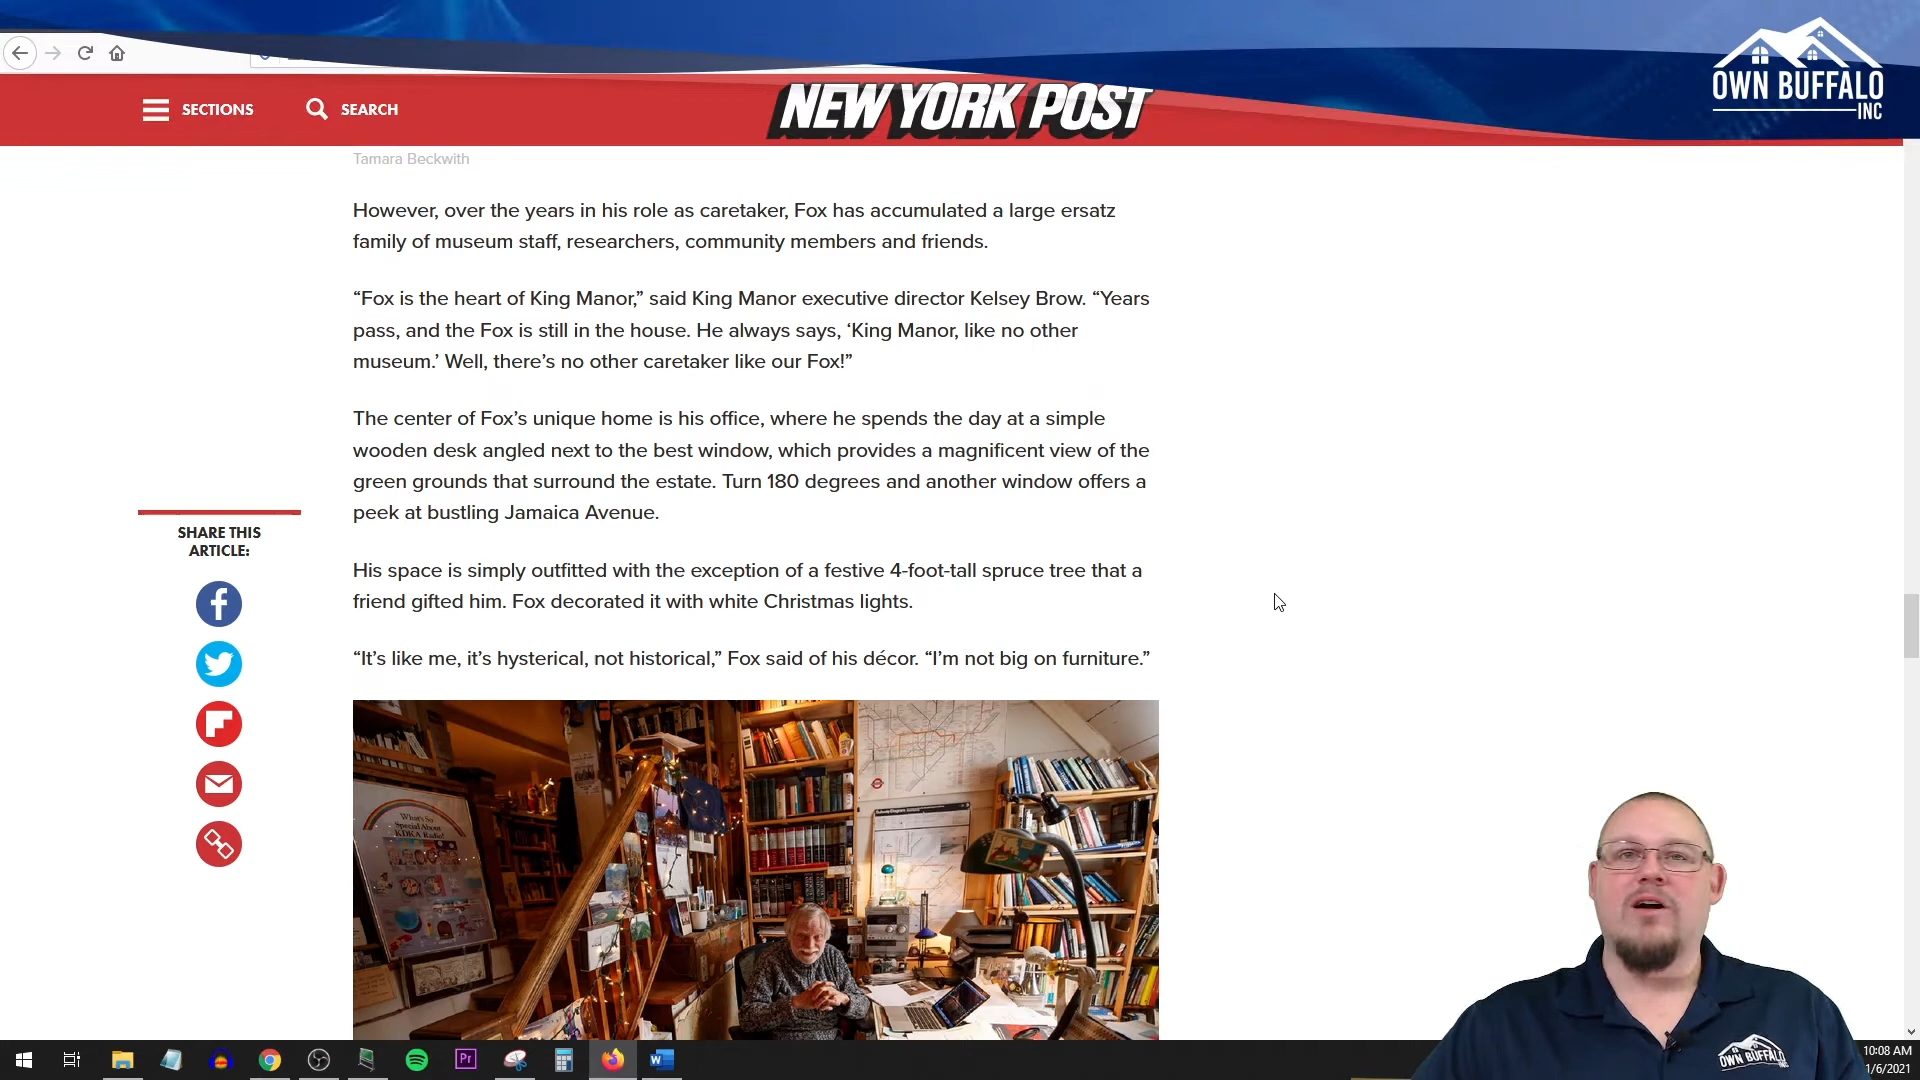 OWN BUFFALO
INC
SECTIONS
SEARCH
NEW YORK POST
Tamara Beckwith
However, over the years in his role as caretaker, Fox has accumulated a large ersatz
family of museum staff, researchers, community members and friends.
“Fox is the heart of King Manor,” said King Manor executive director Kelsey Brow. “Years
pass, and the Fox is still in the house. He always says, ‘King Manor, like no other
museum.’ Well, there’s no other caretaker like our Fox!”
The center of Fox’s unique home is his office, where he spends the day at a simple
wooden desk angled next to the best window, which provides a magnificent view of the
green grounds that surround the estate. Turn 180 degrees and another window offers a
peek at bustling Jamaica Avenue.
His space is simply outfitted with the exception of a festive 4-foot-tall spruce tree that a
friend gifted him. Fox decorated it with white Christmas lights.
“It’s like me, it’s hysterical, not historical,” Fox said of his décor. “I’m not big on furniture.”
SHARE THIS
ARTICLE:
What's So
Special About
KDKA Radio?
OWN BUFFALO
Pr
W
10:08 AM
1/6/2021